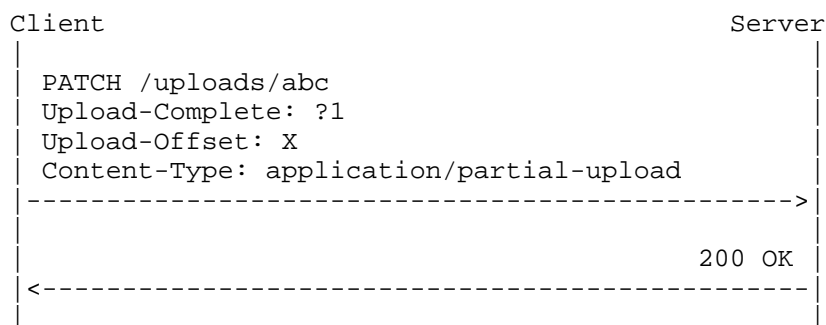 Client Server
PATCH /uploads/abc
Upload-Complete: ?1
Upload-Offset: X
Content-Type: application/partial-upload
200 OK